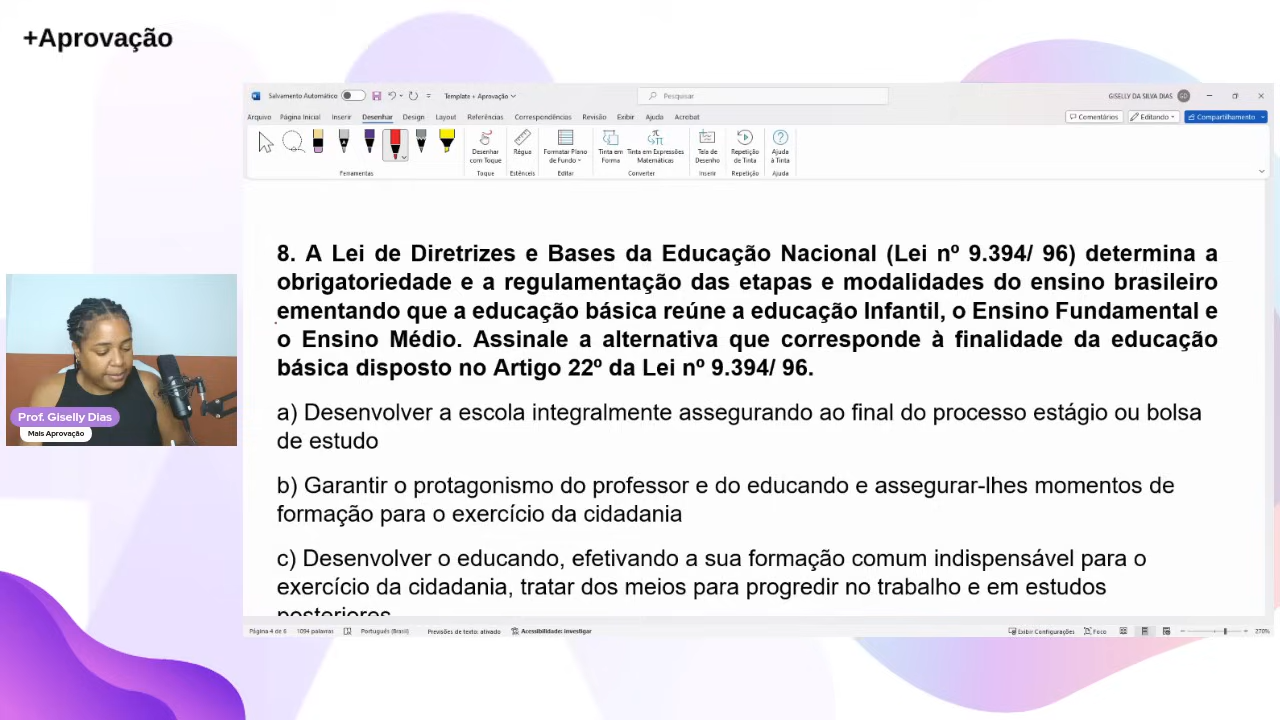 +Aprovação
Salvamento Automático
Template + Aprovação
Pesquisar
GISELLY DA SILVA DIAS
GD
Arquivo Página Inicial Inserir Desenhar Design Layout Referências Correspondências Revisão Exibir Ajuda Acrobat
Comentários
Editando
Compartilhamento
Desenhar com Toque
Régua
Formatar Plano de Fundo
Tinta em Forma
Tinta em Expressões Matemáticas
Tela de Desenho
Repetição de Tinta
Ajuda à Tinta
Ferramentas
Toque
Estênceis
Editar
Converter
Inserir
Repetição
Ajuda
8. A Lei de Diretrizes e Bases da Educação Nacional (Lei nº 9.394/ 96) determina a
obrigatoriedade e a regulamentação das etapas e modalidades do ensino brasileiro
ementando que a educação básica reúne a educação Infantil, o Ensino Fundamental e
o Ensino Médio. Assinale a alternativa que corresponde à finalidade da educação
básica disposto no Artigo 22º da Lei nº 9.394/ 96.
a) Desenvolver a escola integralmente assegurando ao final do processo estágio ou bolsa
de estudo
b) Garantir o protagonismo do professor e do educando e assegurar-lhes momentos de
formação para o exercício da cidadania
c) Desenvolver o educando, efetivando a sua formação comum indispensável para o
exercício da cidadania, tratar dos meios para progredir no trabalho e em estudos
posteriores
Prof. Giselly Dias
Mais Aprovação
Página 4 de 6 1094 palavras Português (Brasil) Previsões de texto: ativado Acessibilidade: investigar
Exibir Configurações Foco 270%